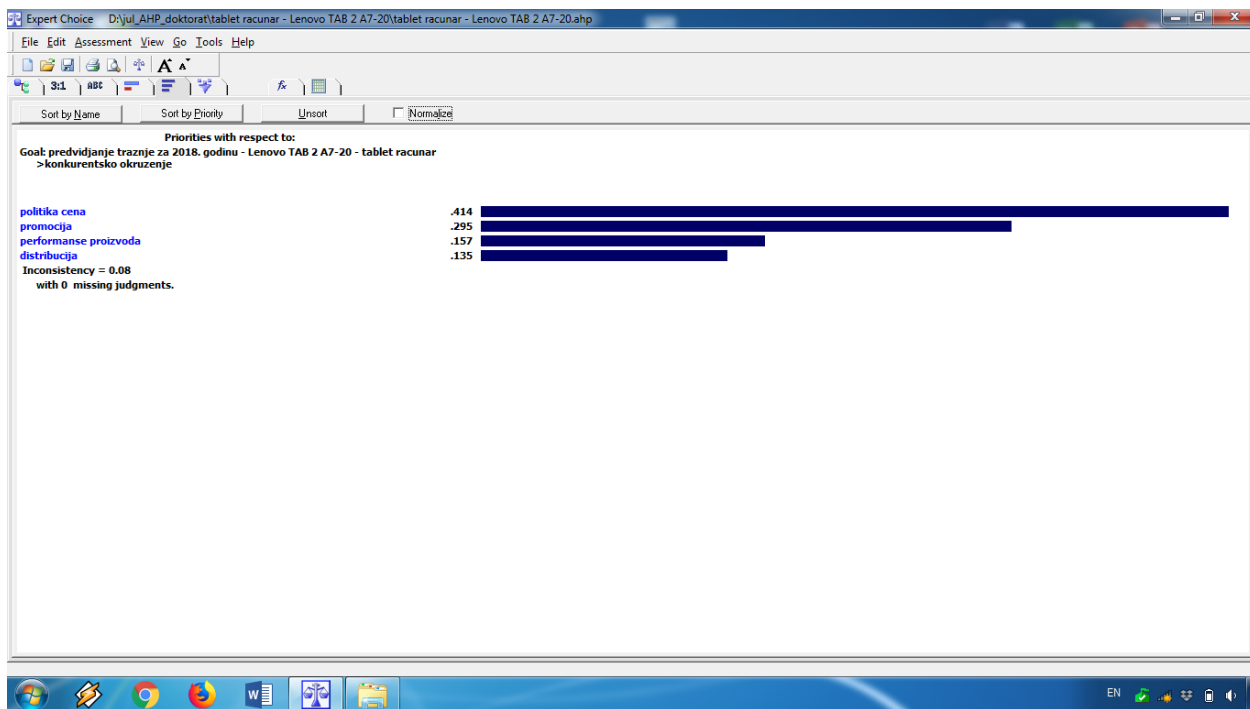 Expert Choice D:\jul_AHP_doktorat\tablet racunar - Lenovo TAB 2 A7-20\tablet racunar - Lenovo TAB 2 A7-20.ahp
File Edit Assessment View Go Tools Help
A A
3:1 ABC fx
Sort by Name Sort by Priority Unsort Normalize
Priorities with respect to:
Goal: predvidjanje traznje za 2018. godinu - Lenovo TAB 2 A7-20 - tablet racunar
>konkurentsko okruzenje
politika cena .414
promocija .295
performanse proizvoda .157
distribucija .135
Inconsistency = 0.08
with 0 missing judgments.
W EN